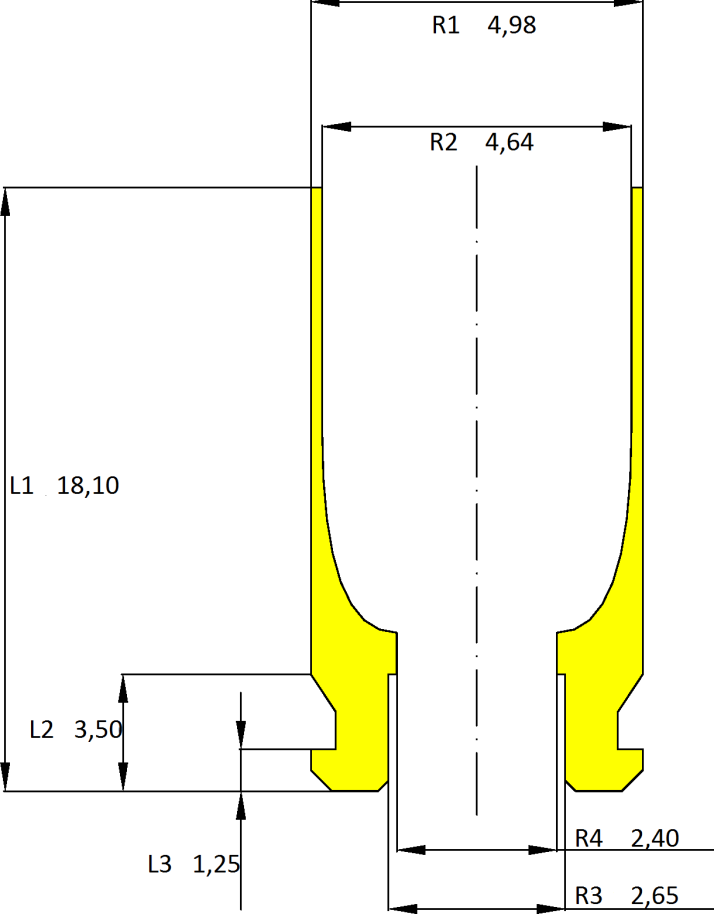 R1 4,98
R2 4,64
L1 18,10
L2 3,50
L3 1,25
R4 2,40
R3 2,65